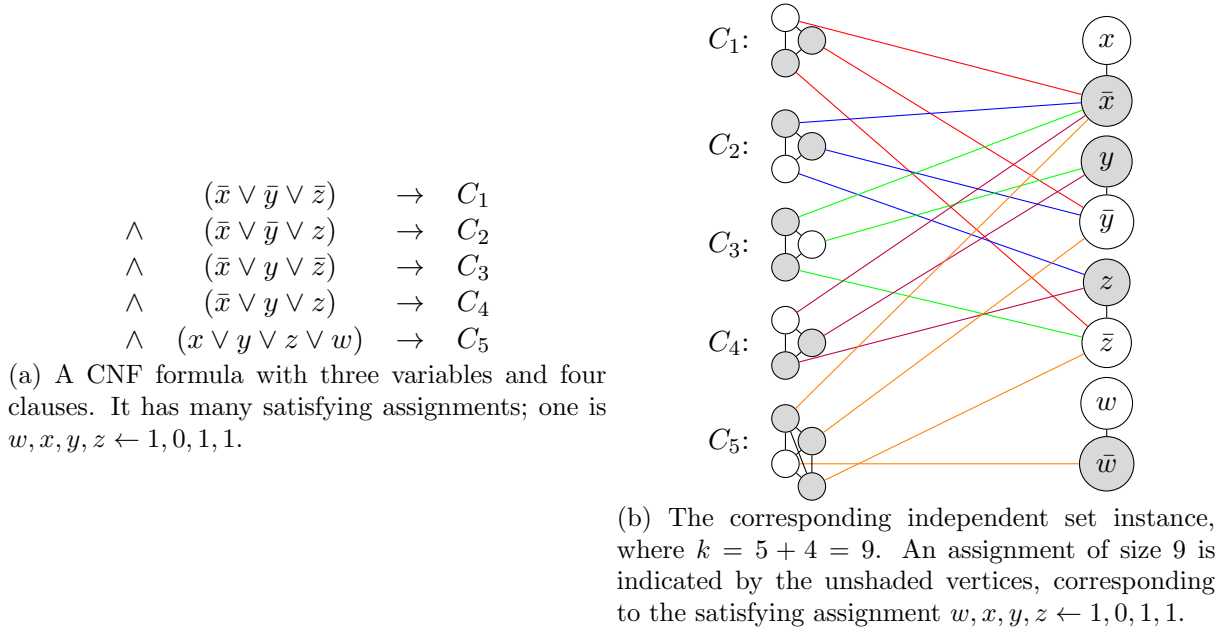 (x̄ ∨ ȳ ∨ z̄) → C₁
∧ (x̄ ∨ ȳ ∨ z) → C₂
∧ (x̄ ∨ y ∨ z̄) → C₃
∧ (x̄ ∨ y ∨ z) → C₄
∧ (x ∨ y ∨ z ∨ w) → C₅
(a) A CNF formula with three variables and four
clauses. It has many satisfying assignments; one is
w, x, y, z ← 1, 0, 1, 1.
C₁:
C₂:
C₃:
C₄:
C₅:
x
x̄
y
ȳ
z
z̄
w
w̄
(b) The corresponding independent set instance,
where k = 5 + 4 = 9. An assignment of size 9 is
indicated by the unshaded vertices, corresponding
to the satisfying assignment w, x, y, z ← 1, 0, 1, 1.